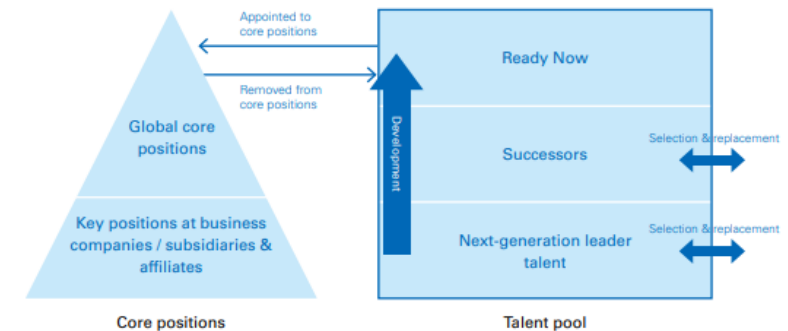 Appointed to
core positions
Removed from
core positions
Global core
positions
Key positions at business
companies / subsidiaries &
affiliates
Core positions
Development
Ready Now
Successors
Selection & replacement
Next-generation leader
talent
Selection & replacement
Talent pool